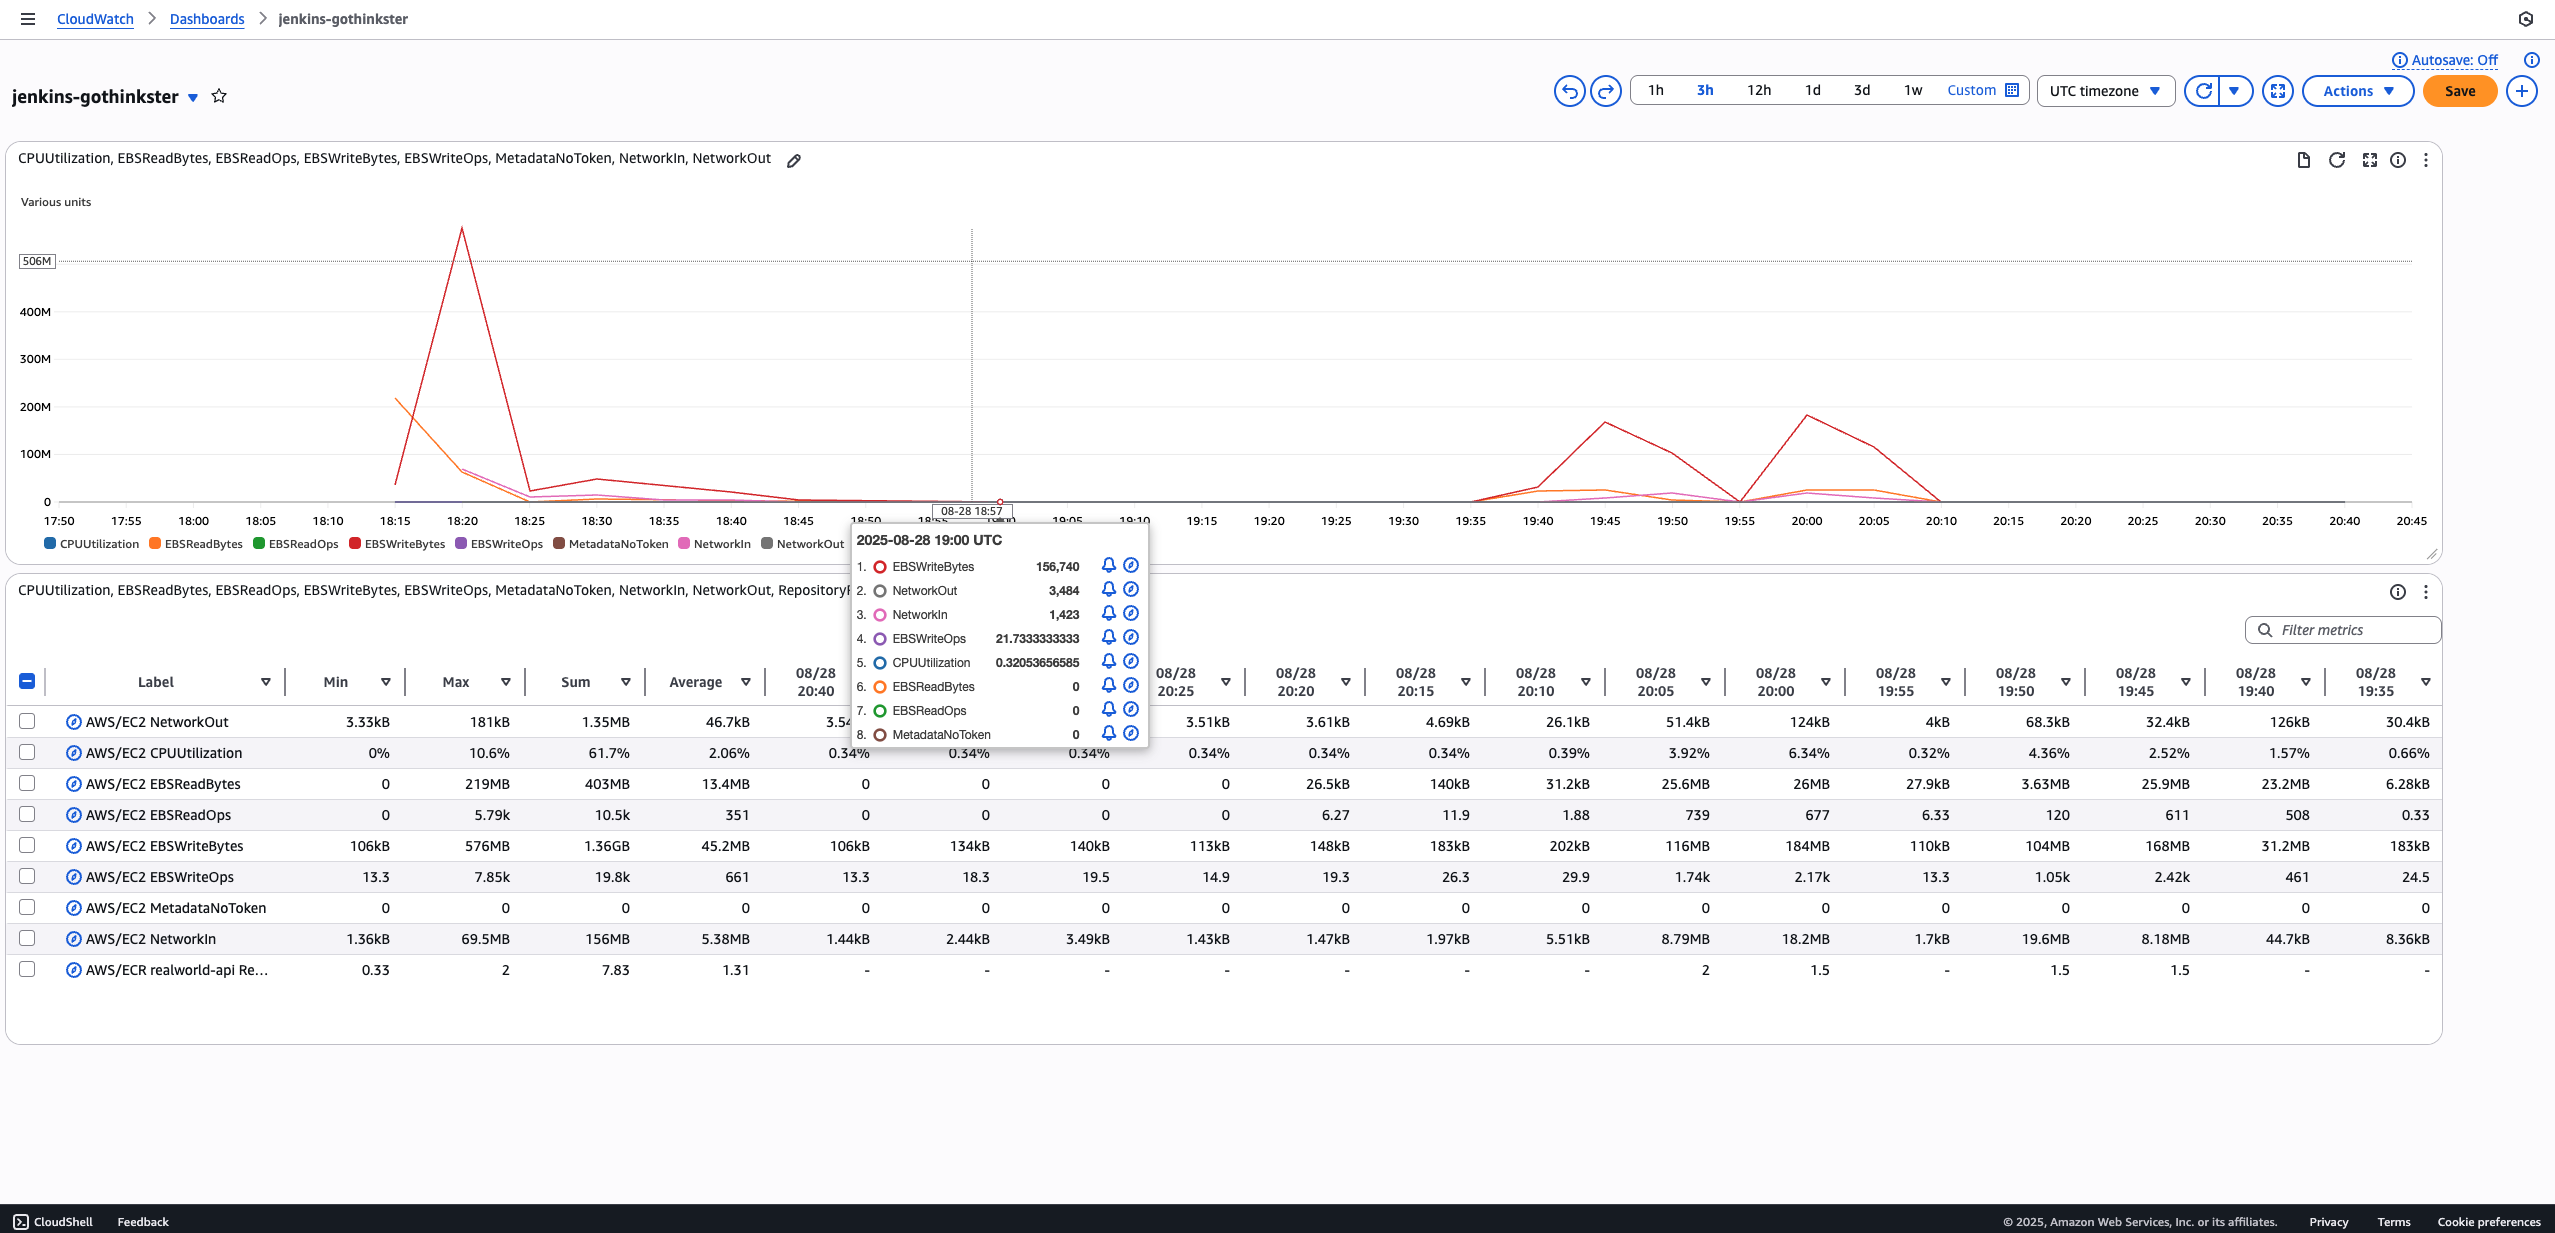 CloudWatch > Dashboards > jenkins-gothinkster
Autosave: Off
jenkins-gothinkster
1h 3h 12h 1d 3d 1w Custom UTC timezone Actions Save
CPUUtilization, EBSReadBytes, EBSReadOps, EBSWriteBytes, EBSWriteOps, MetadataNoToken, NetworkIn, NetworkOut
Various units
506M
400M
300M
200M
100M
0
08-28 18:57
17:50 17:55 18:00 18:05 18:10 18:15 18:20 18:25 18:30 18:35 18:40 18:45 18:50 18:55 19:00 19:05 19:10 19:15 19:20 19:25 19:30 19:35 19:40 19:45 19:50 19:55 20:00 20:05 20:10 20:15 20:20 20:25 20:30 20:35 20:40 20:45
CPUUtilization EBSReadBytes EBSReadOps EBSWriteBytes EBSWriteOps MetadataNoToken NetworkIn NetworkOut
2025-08-28 19:00 UTC
1. EBSWriteBytes 156,740
2. NetworkOut 3,484
3. NetworkIn 1,423
4. EBSWriteOps 21.7333333333
5. CPUUtilization 0.32053656585
6. EBSReadBytes 0
7. EBSReadOps 0
8. MetadataNoToken 0
CPUUtilization, EBSReadBytes, EBSReadOps, EBSWriteBytes, EBSWriteOps, MetadataNoToken, NetworkIn, NetworkOut,
Filter metrics
Label Min Max Sum Average 08/28 20:40 08/28 20:25 08/28 20:20 08/28 20:15 08/28 20:10 08/28 20:05 08/28 20:00 08/28 19:55 08/28 19:50 08/28 19:45 08/28 19:40 08/28 19:35
AWS/EC2 NetworkOut 3.33kB 181kB 1.35MB 46.7kB 3.51kB 3.61kB 4.69kB 26.1kB 51.4kB 124kB 4kB 68.3kB 32.4kB 126kB 30.4kB
AWS/EC2 CPUUtilization 0% 10.6% 61.7% 2.06% 0.34% 0.34% 0.34% 0.34% 0.34% 0.34% 0.39% 3.92% 6.34% 0.32% 4.36% 2.52% 1.57% 0.66%
AWS/EC2 EBSReadBytes 0 219MB 403MB 13.4MB 0 0 0 0 26.5kB 140kB 31.2kB 25.6MB 26MB 27.9kB 3.63MB 25.9MB 23.2MB 6.28kB
AWS/EC2 EBSReadOps 0 5.79k 10.5k 351 0 0 0 0 6.27 11.9 1.88 739 677 6.33 120 611 508 0.33
AWS/EC2 EBSWriteBytes 106kB 576MB 1.36GB 45.2MB 106kB 134kB 140kB 113kB 148kB 183kB 202kB 116MB 184MB 110kB 104MB 168MB 31.2MB 183kB
AWS/EC2 EBSWriteOps 13.3 7.85k 19.8k 661 13.3 18.3 19.5 14.9 19.3 26.3 29.9 1.74k 2.17k 13.3 1.05k 2.42k 461 24.5
AWS/EC2 MetadataNoToken 0 0 0 0 0 0 0 0 0 0 0 0 0 0 0 0 0 0
AWS/EC2 NetworkIn 1.36kB 69.5MB 156MB 5.38MB 1.44kB 2.44kB 3.49kB 1.43kB 1.47kB 1.97kB 5.51kB 8.79MB 18.2MB 1.7kB 19.6MB 8.18MB 44.7kB 8.36kB
AWS/ECR realworld-api Re... 0.33 2 7.83 1.31 - - - - - - - 2 1.5 - 1.5 1.5 - -
CloudShell Feedback © 2025, Amazon Web Services, Inc. or its affiliates. Privacy Terms Cookie preferences